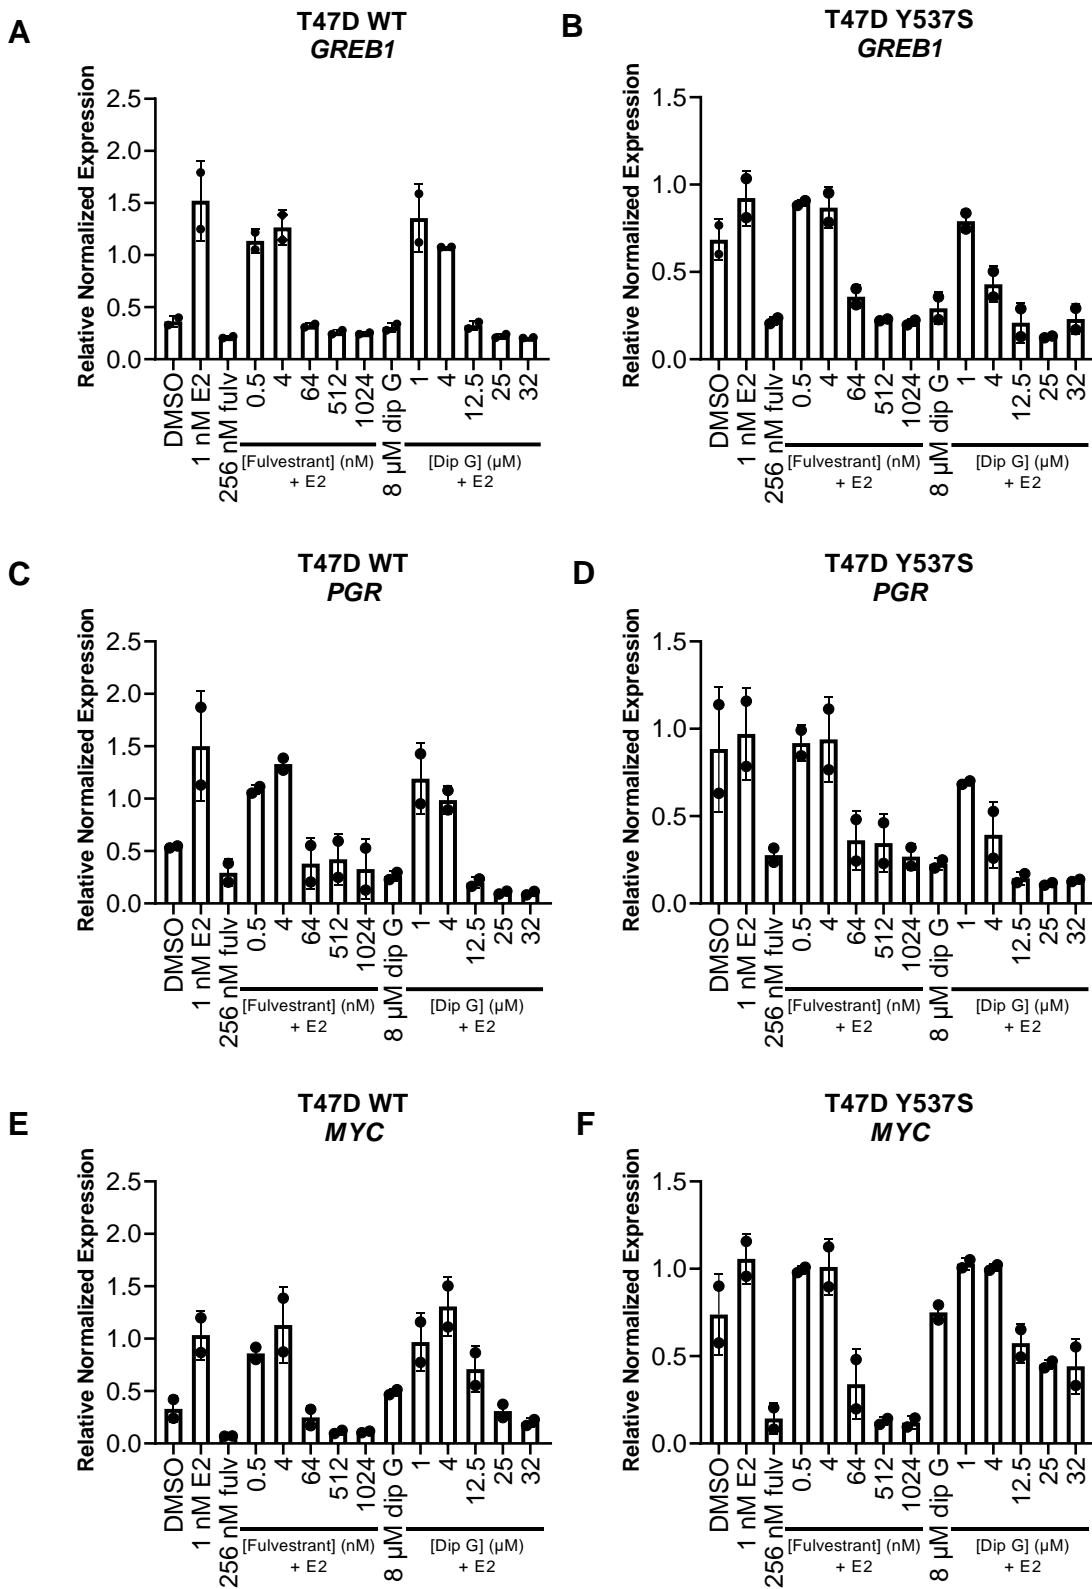 A
T47D WT
GREB1
Relative Normalized Expression
2.5
2.0
1.5
1.0
0.5
0.0
DMSO
1 nM E2
256 nM fulv
0.5
4
64
512
1024
8 µM dip G
1
4
12.5
25
32
[Fulvestrant] (nM)
+ E2
[Dip G] (µM)
+ E2
B
T47D Y537S
GREB1
Relative Normalized Expression
1.5
1.0
0.5
0.0
DMSO
1 nM E2
256 nM fulv
0.5
4
64
512
1024
8 µM dip G
1
4
12.5
25
32
[Fulvestrant] (nM)
+ E2
[Dip G] (µM)
+ E2
C
T47D WT
PGR
Relative Normalized Expression
2.5
2.0
1.5
1.0
0.5
0.0
DMSO
1 nM E2
256 nM fulv
0.5
4
64
512
1024
8 µM dip G
1
4
12.5
25
32
[Fulvestrant] (nM)
+ E2
[Dip G] (µM)
+ E2
D
T47D Y537S
PGR
Relative Normalized Expression
1.5
1.0
0.5
0.0
DMSO
1 nM E2
256 nM fulv
0.5
4
64
512
1024
8 µM dip G
1
4
12.5
25
32
[Fulvestrant] (nM)
+ E2
[Dip G] (µM)
+ E2
E
T47D WT
MYC
Relative Normalized Expression
2.5
2.0
1.5
1.0
0.5
0.0
DMSO
1 nM E2
256 nM fulv
0.5
4
64
512
1024
8 µM dip G
1
4
12.5
25
32
[Fulvestrant] (nM)
+ E2
[Dip G] (µM)
+ E2
F
T47D Y537S
MYC
Relative Normalized Expression
1.5
1.0
0.5
0.0
DMSO
1 nM E2
256 nM fulv
0.5
4
64
512
1024
8 µM dip G
1
4
12.5
25
32
[Fulvestrant] (nM)
+ E2
[Dip G] (µM)
+ E2